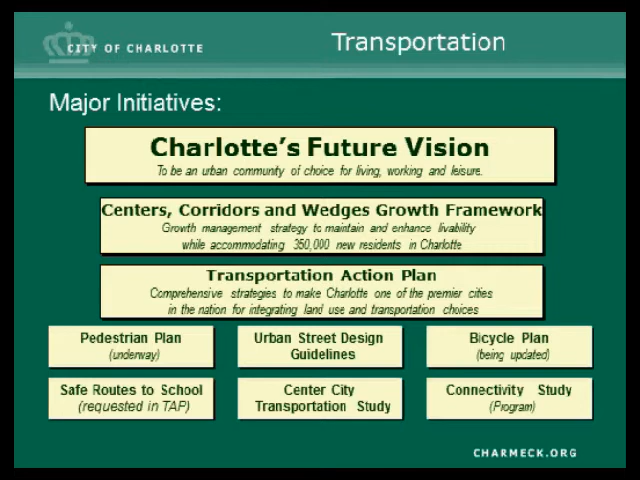 CITY OF CHARLOTTE
Transportation
Major Initiatives:
Charlotte's Future Vision
To be an urban community of choice for living, working and leisure.
Centers, Corridors and Wedges Growth Framework
Growth management strategy to maintain and enhance livability
while accommodating 350,000 new residents in Charlotte
Transportation Action Plan
Comprehensive strategies to make Charlotte one of the premier cities
in the nation for integrating land use and transportation choices
Pedestrian Plan
(underway)
Urban Street Design
Guidelines
Bicycle Plan
(being updated)
Safe Routes to School
(requested in TAP)
Center City
Transportation Study
Connectivity Study
(Program)
CHARMECK.ORG